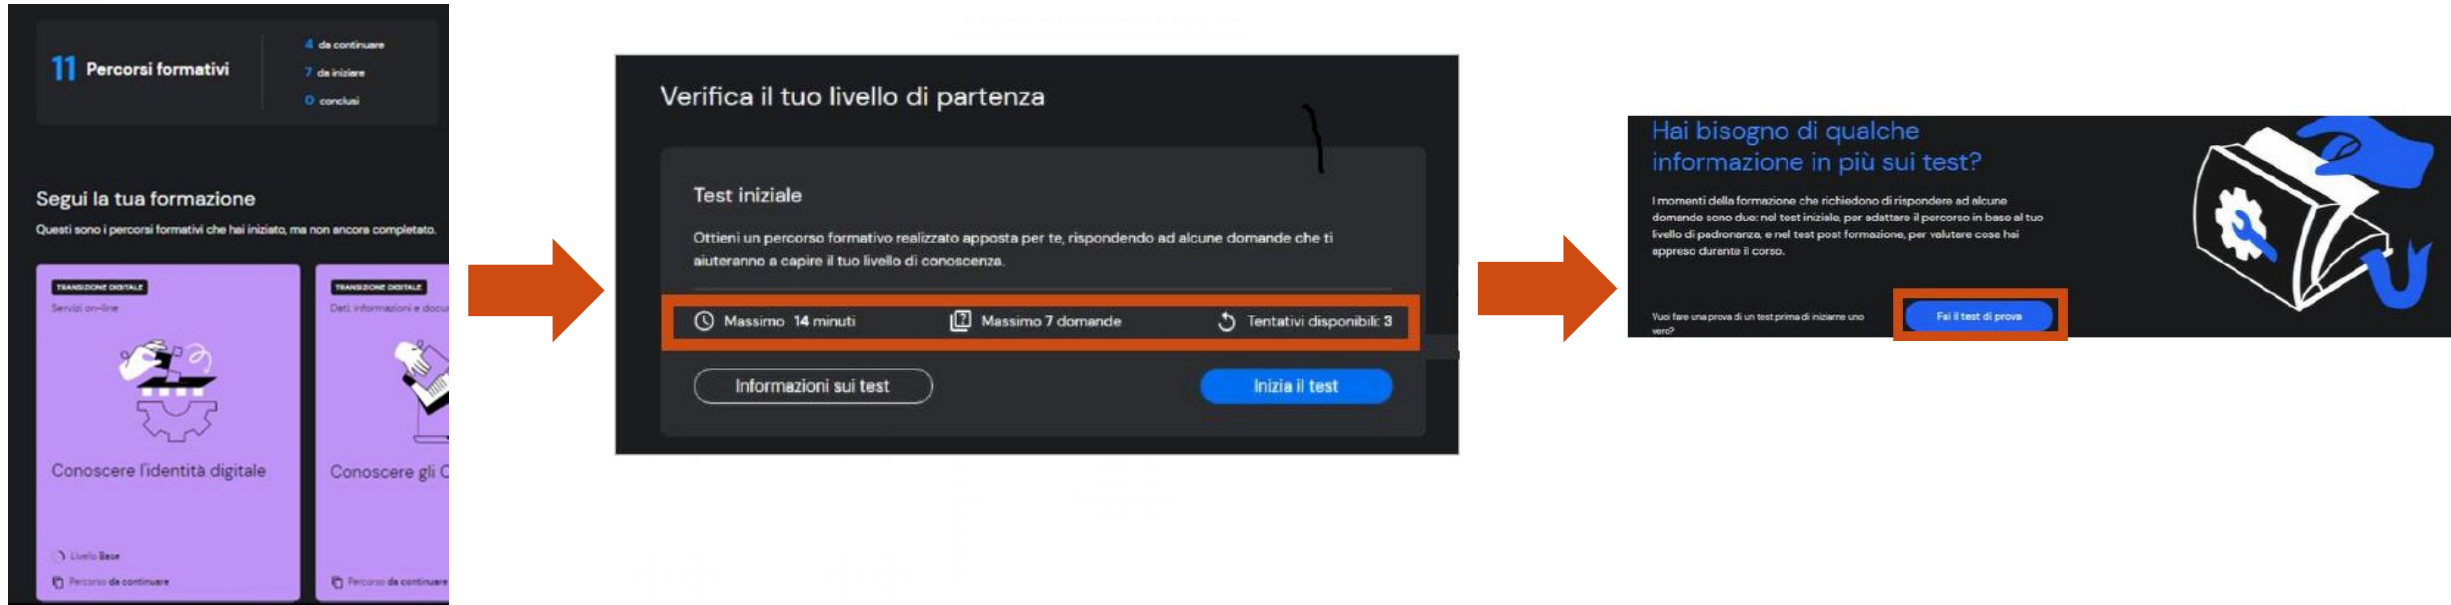 11 Percorsi formativi
4 da continuare
7 da iniziare
0 conclusi
Segui la tua formazione
Questi sono i percorsi formativi che hai iniziato, ma non ancora completato.
TRANSIZIONE DIGITALE
Servizi on-line
Conoscere l'identità digitale
Livello Base
Percorso da continuare
TRANSIZIONE DIGITALE
Dati, informazioni e docu
Conoscere gli O
Percorso da continuare
Verifica il tuo livello di partenza
Test iniziale
Ottieni un percorso formativo realizzato apposta per te, rispondendo ad alcune domande che ti
aiuteranno a capire il tuo livello di conoscenza.
Massimo 14 minuti
Massimo 7 domande
Tentativi disponibili: 3
Informazioni sui test
Inizia il test
Hai bisogno di qualche
informazione in più sui test?
I momenti della formazione che richiedono di rispondere ad alcune
domande sono due: nel test iniziale, per adattare il percorso in base al tuo
livello di padronanza, e nel test post formazione, per valutare cosa hai
appreso durante il corso.
Vuoi fare una prova di un test prima di iniziarne uno
vero?
Fai il test di prova